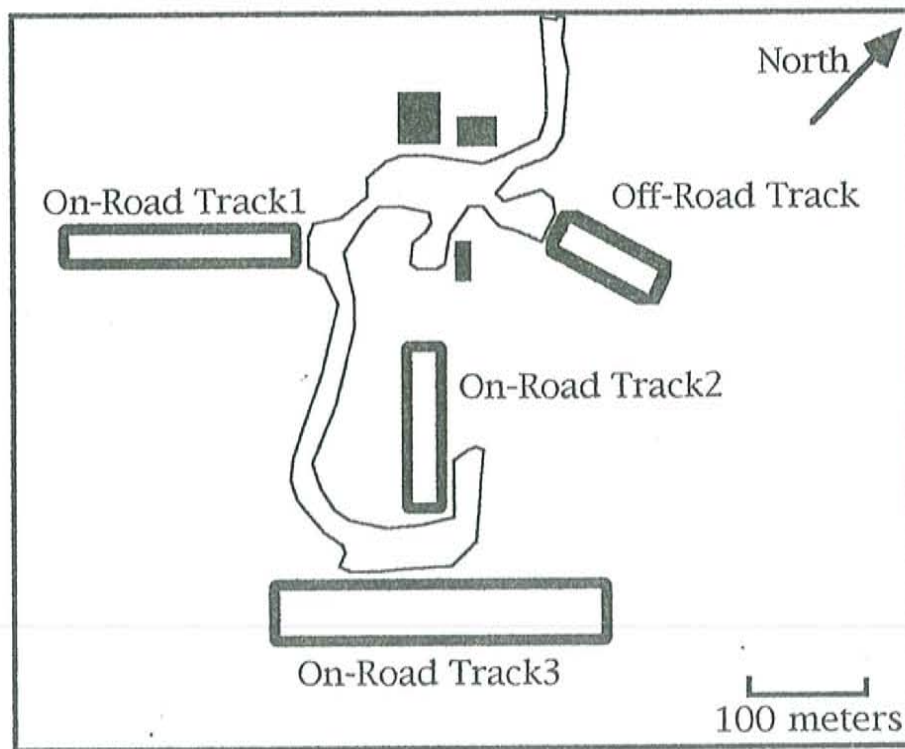 North
On-Road Track1
Off-Road Track
On-Road Track2
On-Road Track3
100 meters